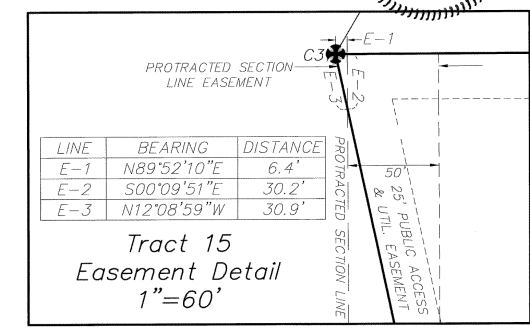 E-1
C3
PROTRACTED SECTION
LINE EASEMENT
E-3
E-2
LINE BEARING DISTANCE
E-1 N89°52'10"E 6.4'
E-2 S00°09'51"E 30.2'
E-3 N12°08'59"W 30.9'
PROTRACTED SECTION LINE
50'
25' PUBLIC ACCESS
& UTIL. EASEMENT
Tract 15
Easement Detail
1"=60'